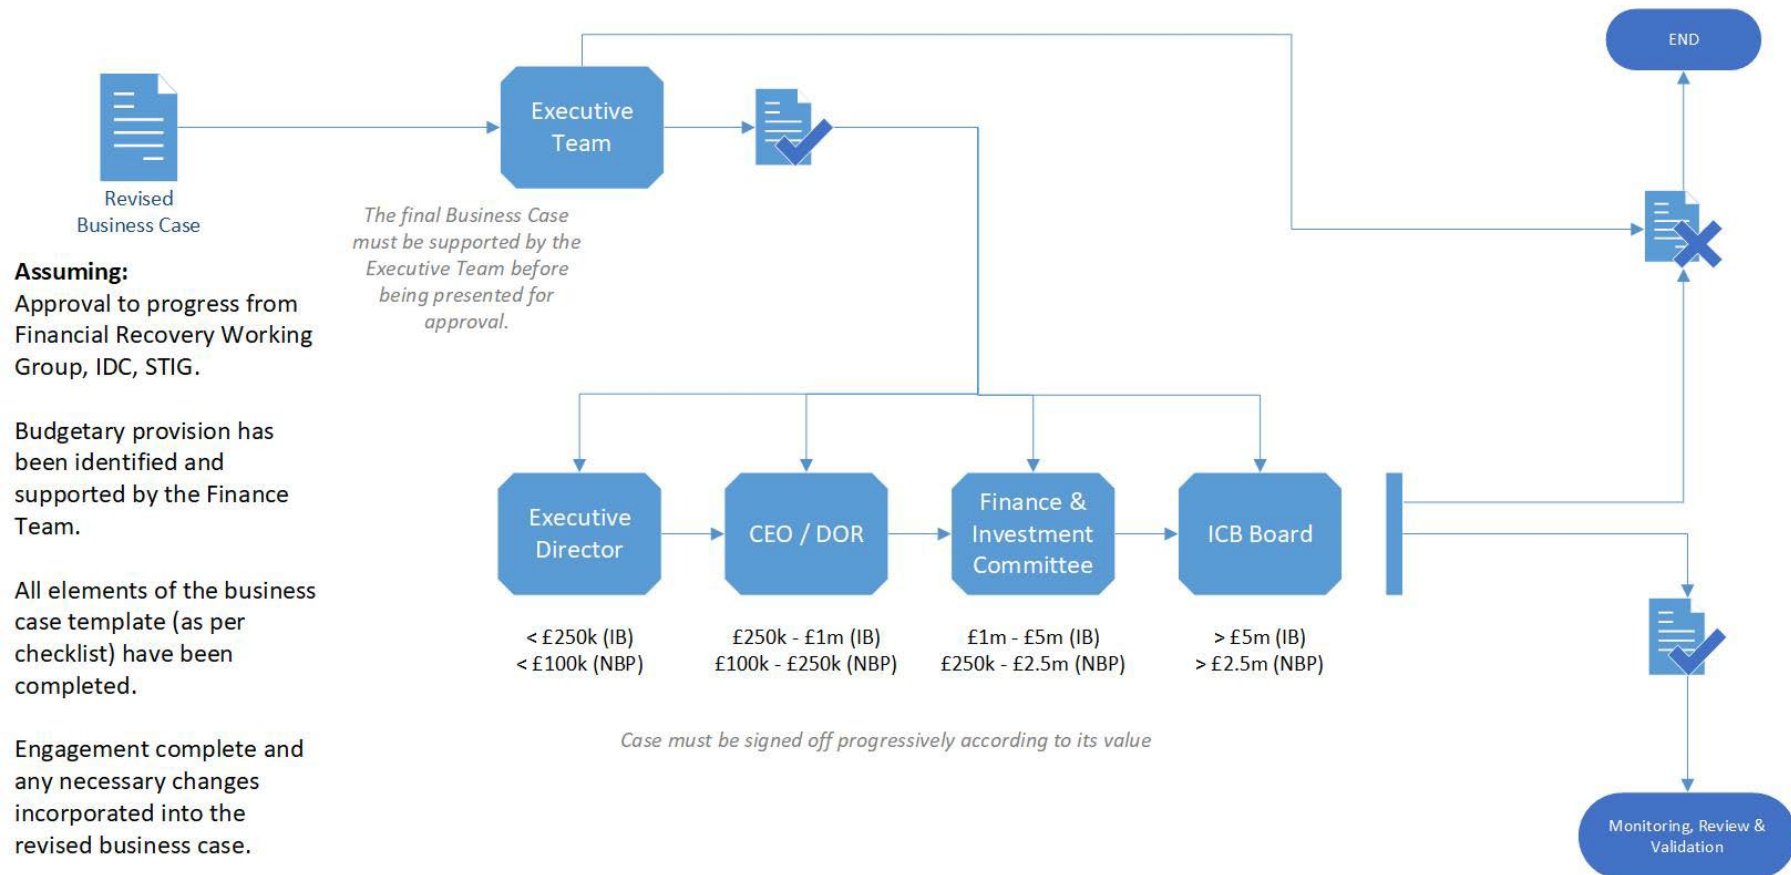 END
Executive
Team
Revised
Business Case
The final Business Case
must be supported by the
Executive Team before
being presented for
approval.
Assuming:
Approval to progress from
Financial Recovery Working
Group, IDC, STIG.
Budgetary provision has
been identified and
supported by the Finance
Team.
All elements of the business
case template (as per
checklist) have been
completed.
Engagement complete and
any necessary changes
incorporated into the
revised business case.
Executive
Director
CEO / DOR
Finance &
Investment
Committee
ICB Board
< £250k (IB)
< £100k (NBP)
£250k - £1m (IB)
£100k - £250k (NBP)
£1m - £5m (IB)
£250k - £2.5m (NBP)
> £5m (IB)
> £2.5m (NBP)
Case must be signed off progressively according to its value
Monitoring, Review &
Validation